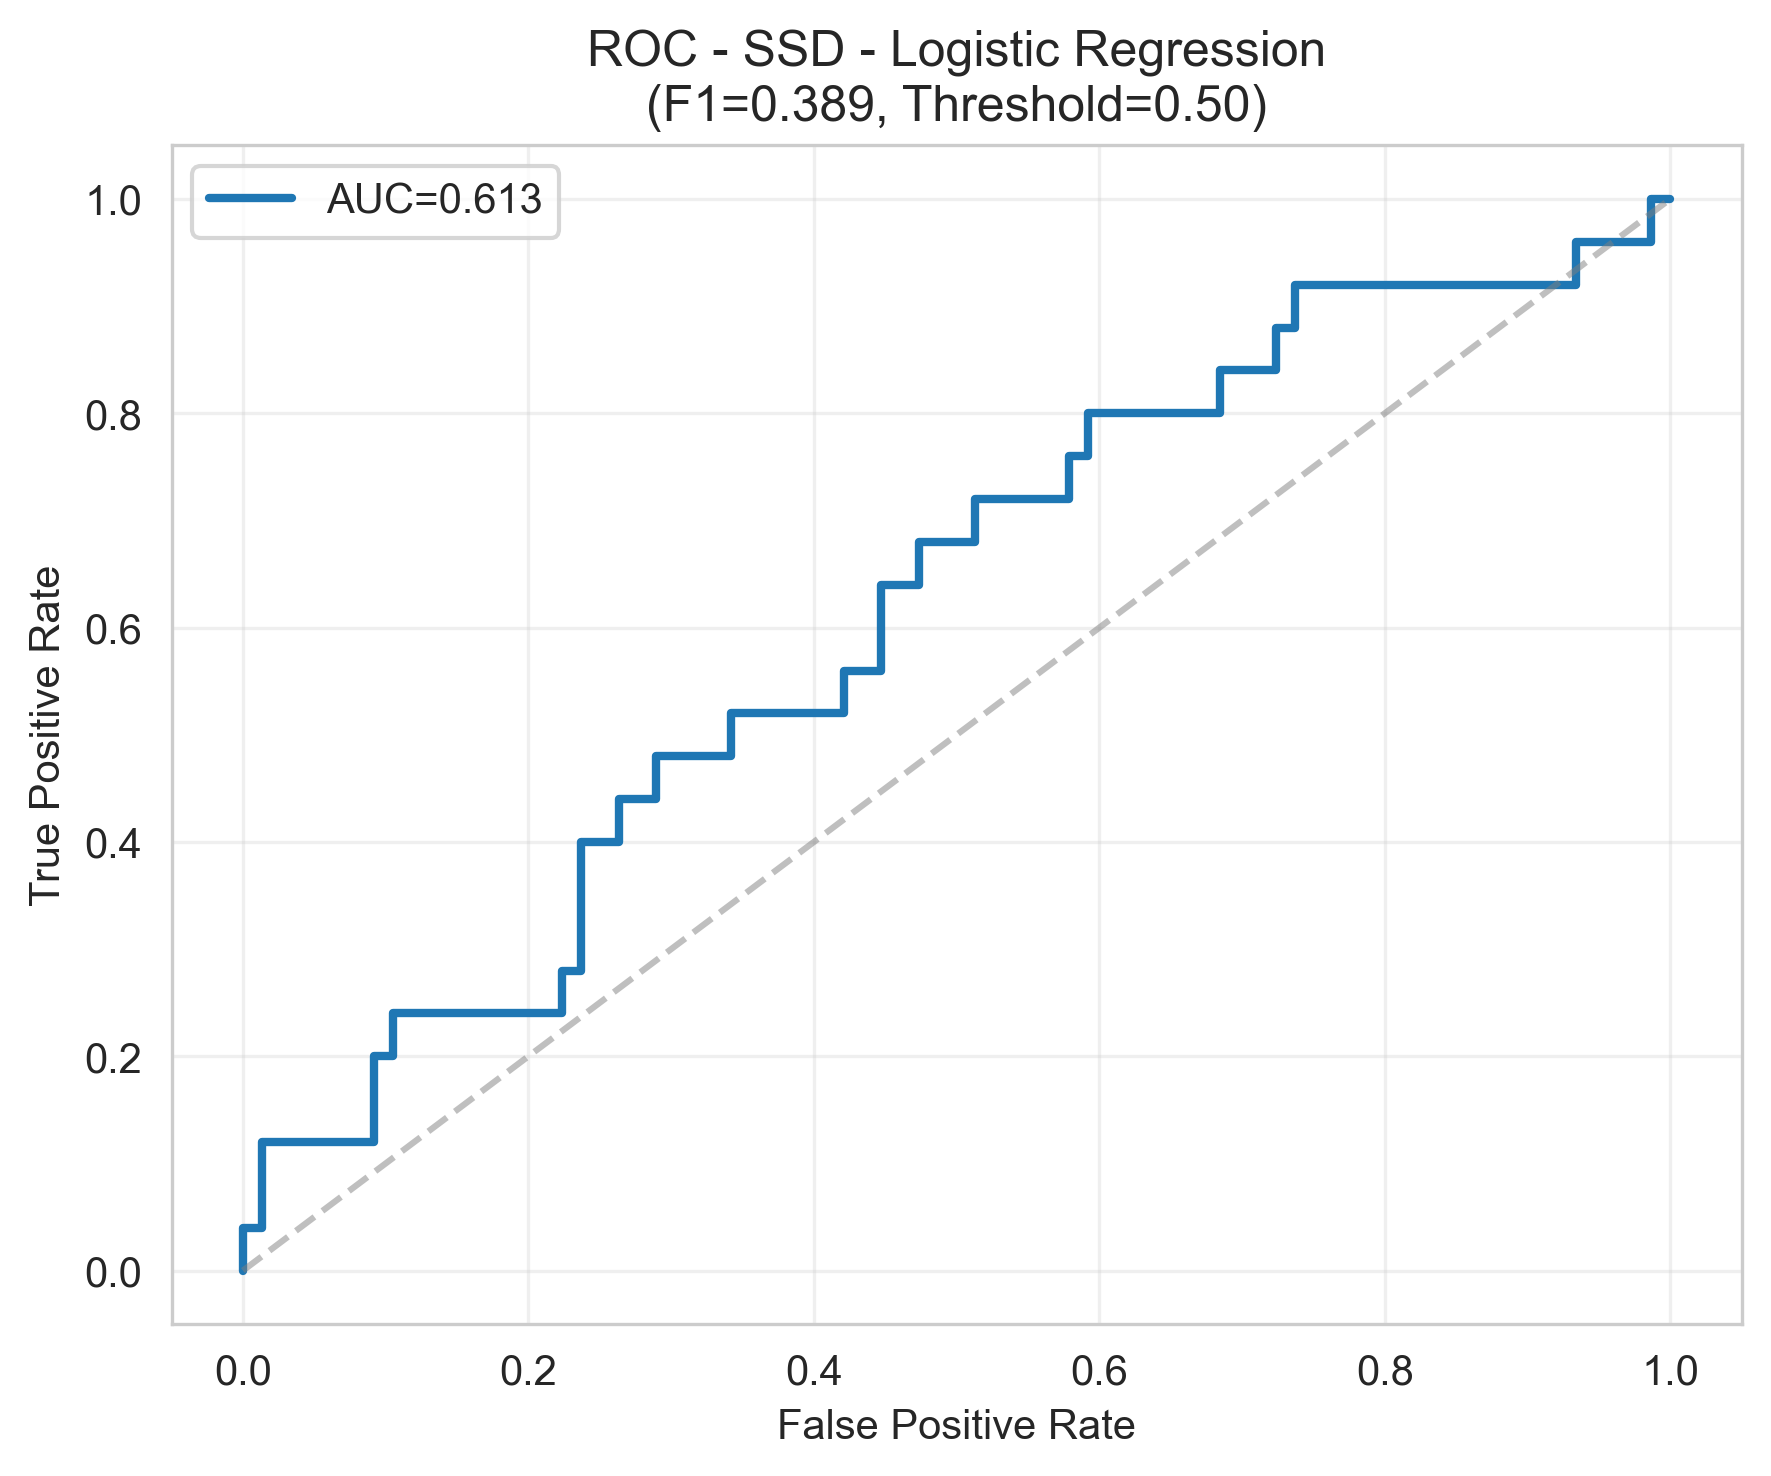 ROC - SSD - Logistic Regression
(F1=0.389, Threshold=0.50)
AUC=0.613
1.0
0.8
0.6
0.4
0.2
0.0
True Positive Rate
0.0 0.2 0.4 0.6 0.8 1.0
False Positive Rate